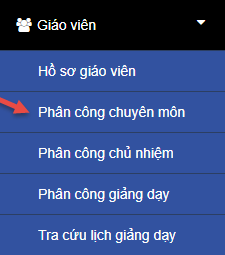 Giáo viên
Hồ sơ giáo viên
Phân công chuyên môn
Phân công chủ nhiệm
Phân công giảng dạy
Tra cứu lịch giảng dạy